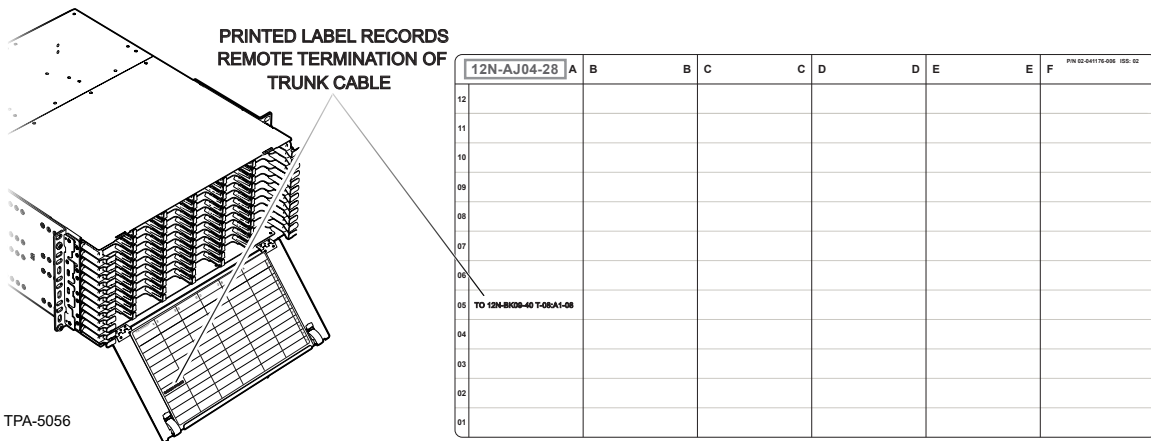 PRINTED LABEL RECORDS
REMOTE TERMINATION OF
TRUNK CABLE
12N-AJ04-28 A B B C C D D E E F P/N 02-041176-006 ISS: 02
12
11
10
09
08
07
06
05 TO 12N-BK09-40 T-08:A1-08
04
03
02
01
TPA-5056